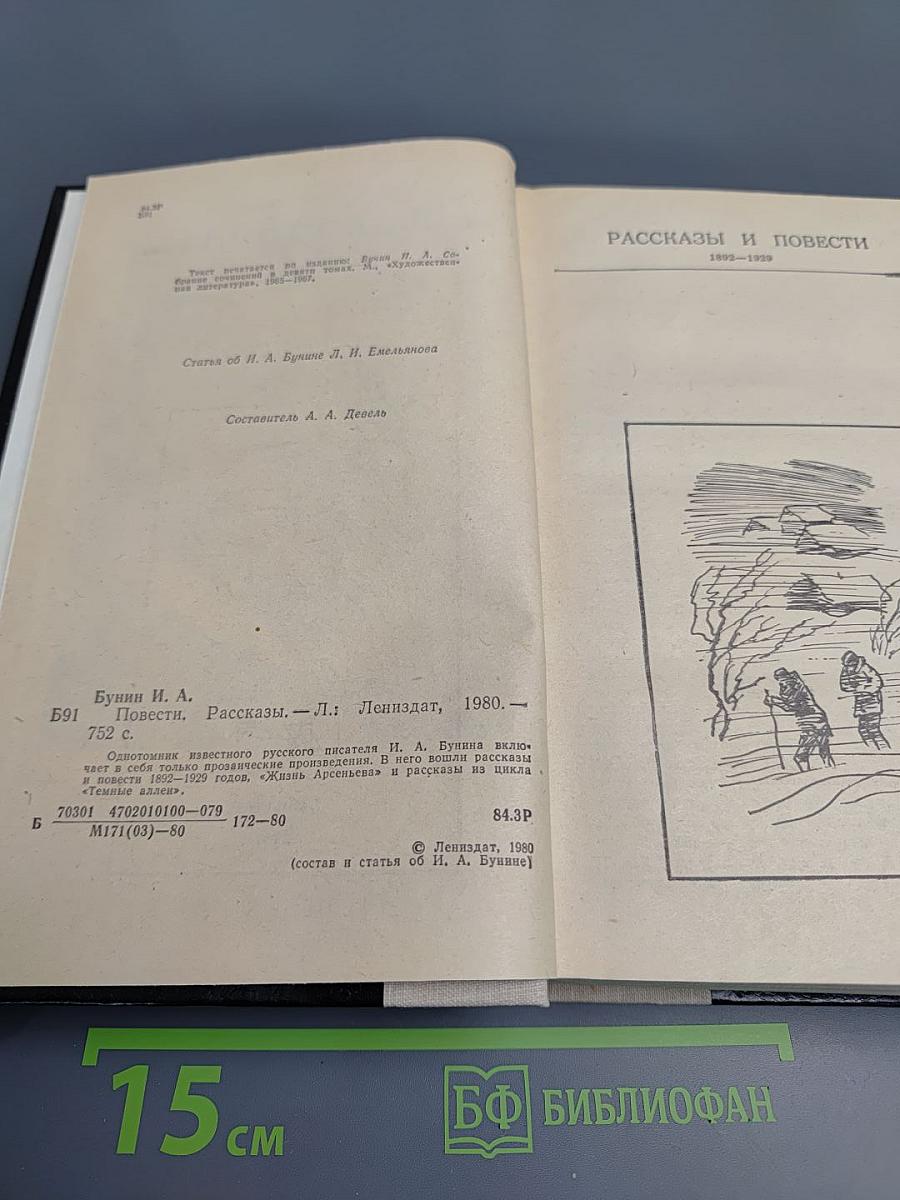 84.3Р
Б91
Текст печатается по изданию: Бунин И. А. Со-
брание сочинений в девяти томах. М., «Художествен-
ная литература», 1965—1967.
Статья об И. А. Бунине Л. И. Емельянова
Составитель А. А. Девель
Бунин И. А.
Б91 Повести. Рассказы. — Л.: Лениздат, 1980. —
752 с.
Однотомник известного русского писателя И. А. Бунина вклю-
чает в себя только прозаические произведения. В него вошли рассказы
и повести 1892—1929 годов, «Жизнь Арсеньева» и рассказы из цикла
«Темные аллеи».
Б 70301 4702010100—079
М171(03)—80 172—80
84.3Р
© Лениздат, 1980
(состав и статья об И. А. Бунине)
РАССКАЗЫ И ПОВЕСТИ
1892—1929
15 см
БФ БИБЛИОФАН